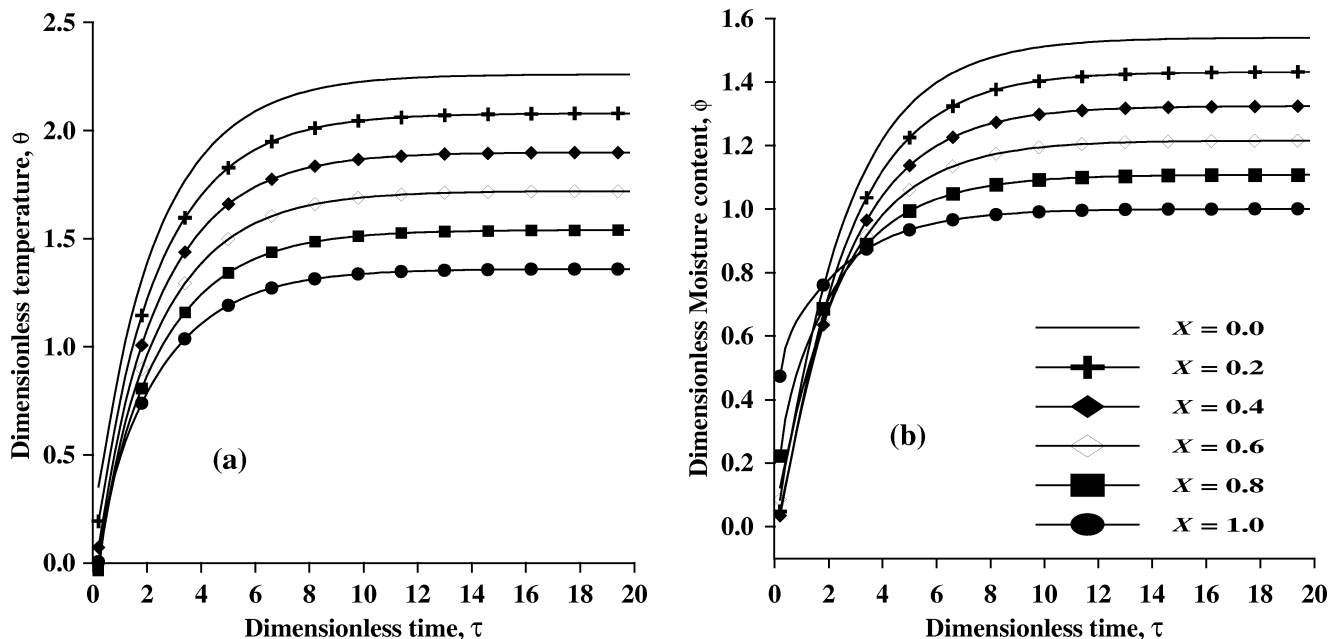 2.5
2.0
1.5
1.0
0.5
0.0
Dimensionless temperature, θ
(a)
0 2 4 6 8 10 12 14 16 18 20
Dimensionless time, τ
1.6
1.4
1.2
1.0
0.8
0.6
0.4
0.2
0.0
Dimensionless Moisture content, ϕ
(b)
X = 0.0
X = 0.2
X = 0.4
X = 0.6
X = 0.8
X = 1.0
0 2 4 6 8 10 12 14 16 18 20
Dimensionless time, τ